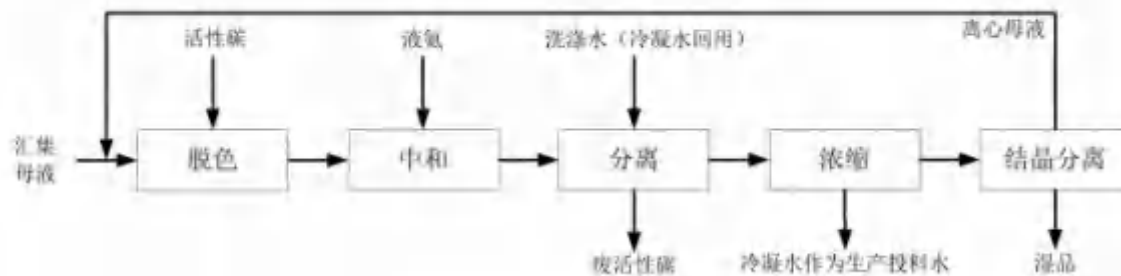 活性碳
液氨
洗涤水（冷凝水回用）
离心母液
汇集
母液
脱色
中和
分离
浓缩
结晶分离
废活性碳
冷凝水作为生产投料水
湿品